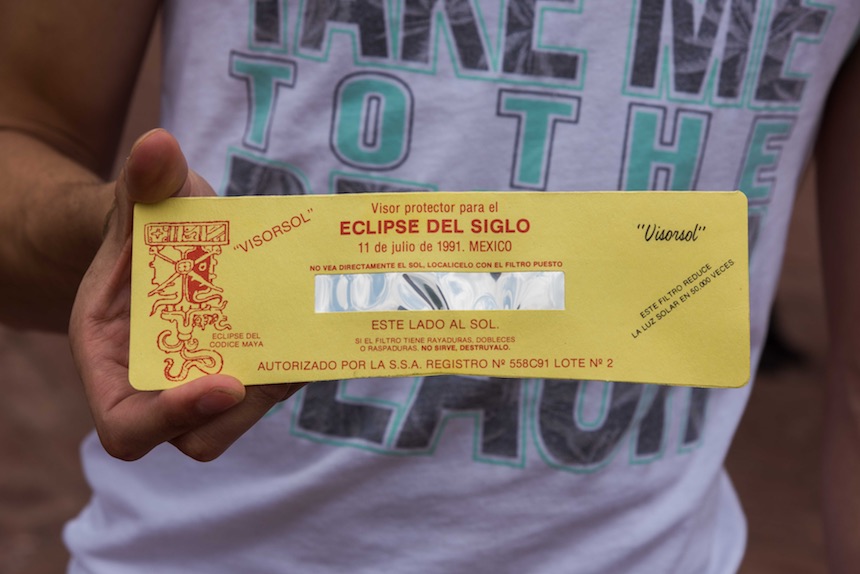 TAKE ME
TO THE
BEACH
"VISORSOL"
Visor protector para el
ECLIPSE DEL SIGLO
11 de julio de 1991. MEXICO
NO VEA DIRECTAMENTE EL SOL, LOCALICELO CON EL FILTRO PUESTO
ESTE LADO AL SOL.
SI EL FILTRO TIENE RAYADURAS, DOBLECES
O RASPADURAS. NO SIRVE, DESTRUYALO.
AUTORIZADO POR LA S.S.A. REGISTRO Nº 558C91 LOTE Nº 2
ECLIPSE DEL
CODICE MAYA
"Visorsol"
ESTE FILTRO REDUCE
LA LUZ SOLAR EN 50,000 VECES